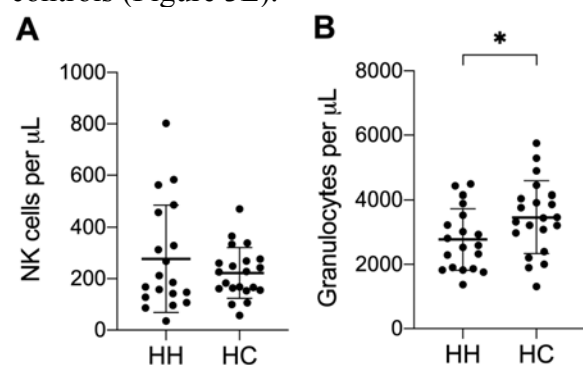 controls (Figure 3E).
A
B
*
NK cells per μL
1000
800
600
400
200
0
HH HC
Granulocytes per μL
8000
6000
4000
2000
0
HH HC